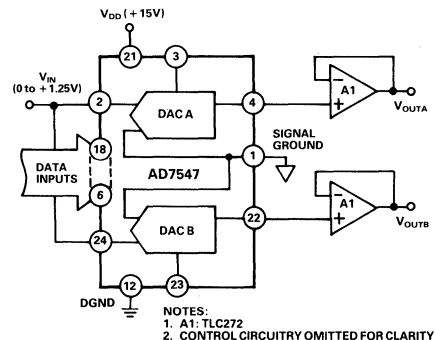 VDD (+15V)
21
3
VIN
(0 to +1.25V)
2
DAC A
4
−
A1
+
VOUTA
18
DATA
INPUTS
6
AD7547
1
SIGNAL
GROUND
24
DAC B
22
−
A1
+
VOUTB
12
23
DGND
NOTES:
1. A1: TLC272
2. CONTROL CIRCUITRY OMITTED FOR CLARITY